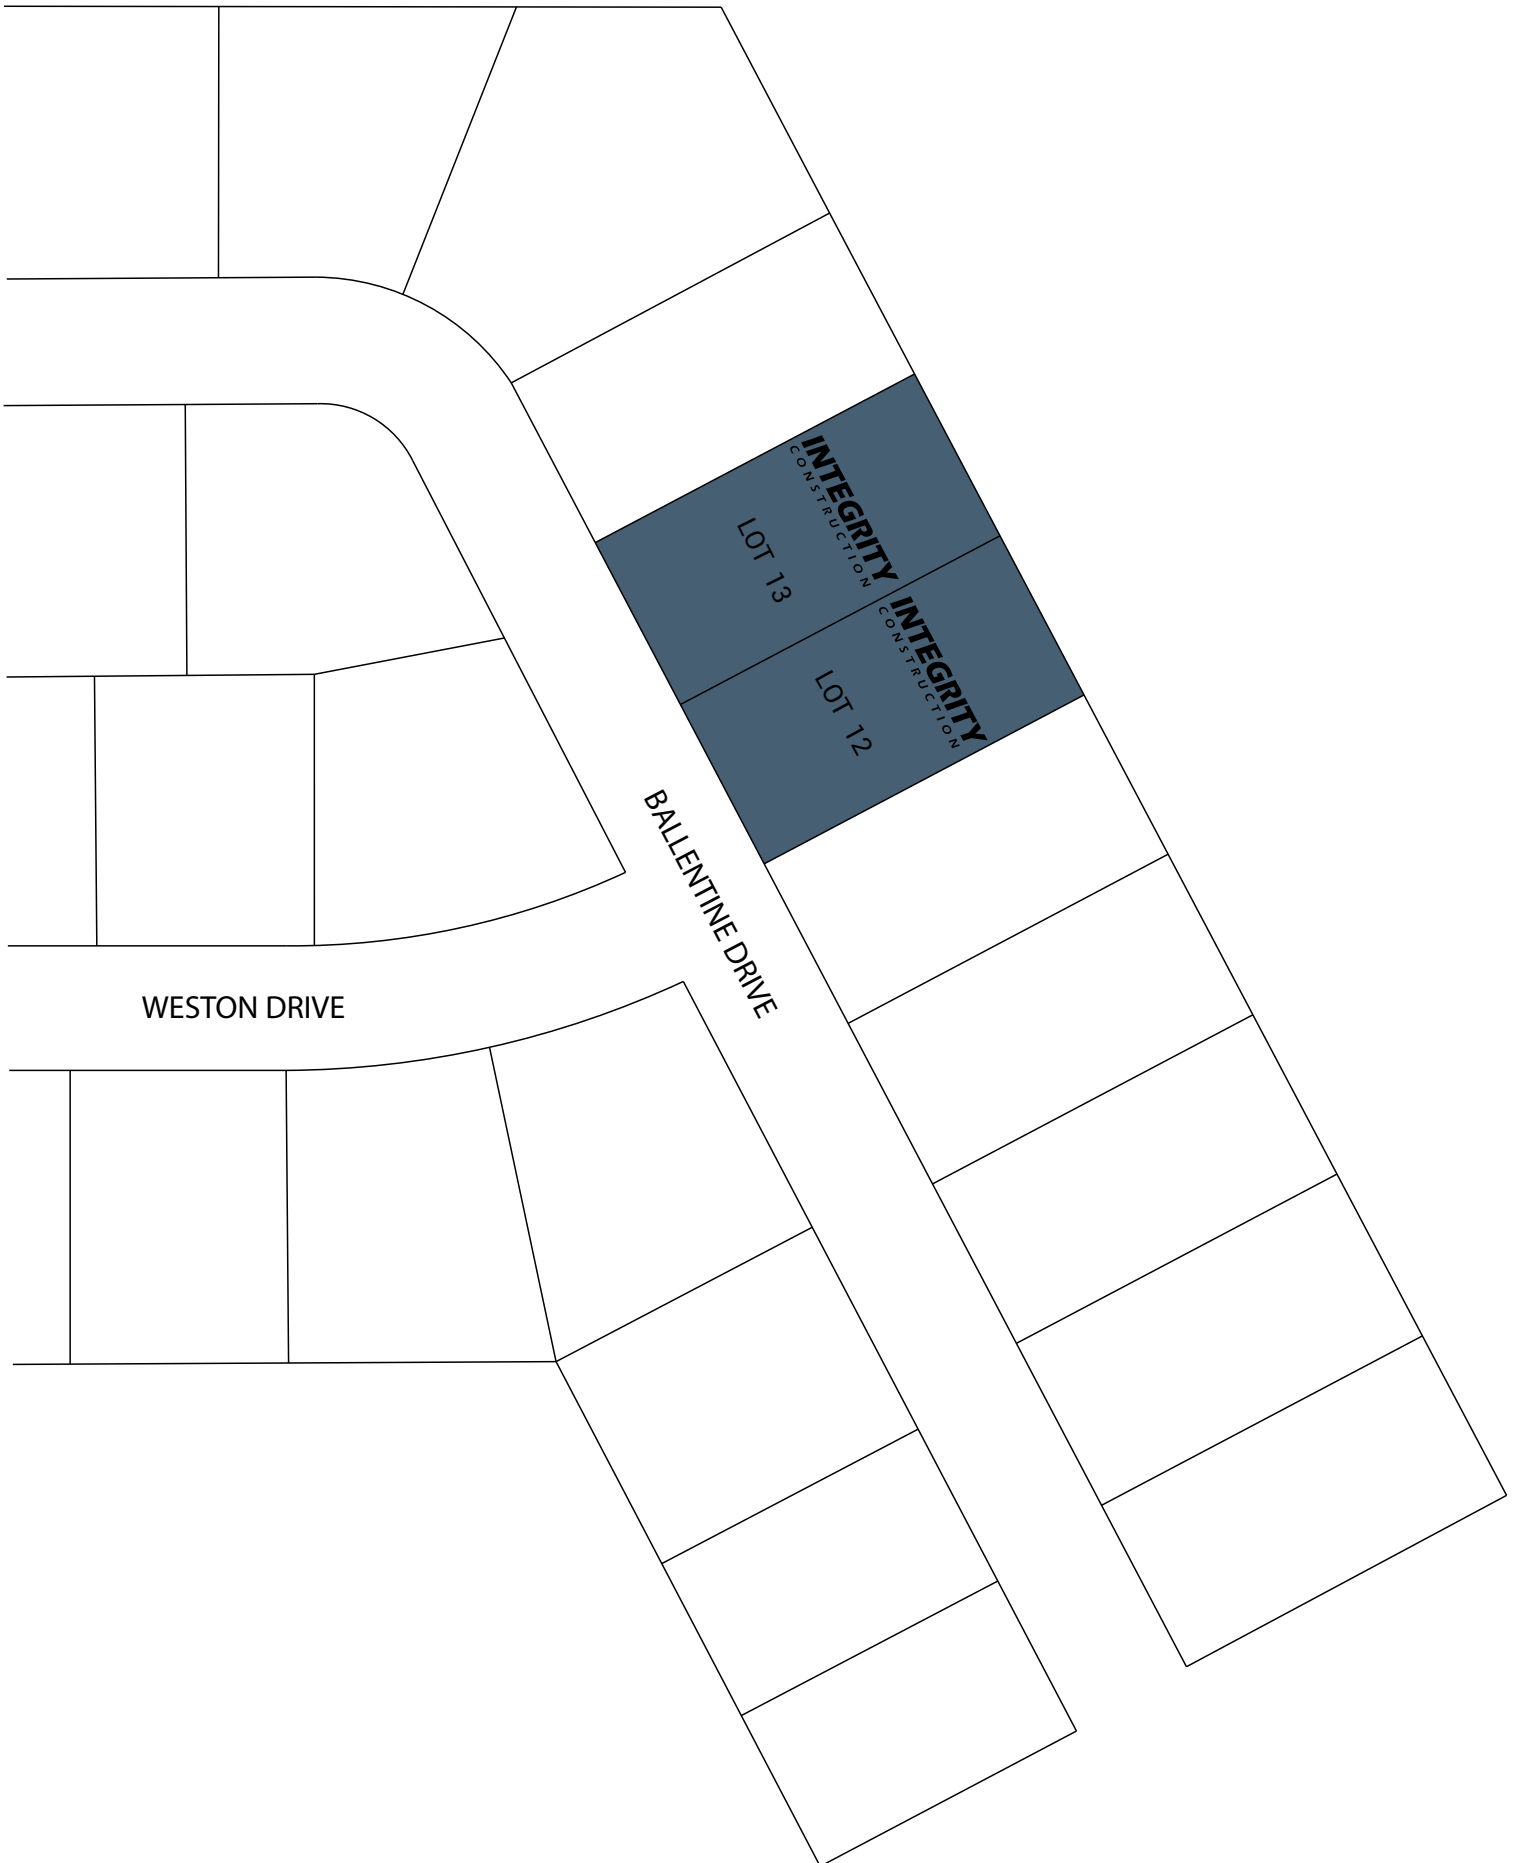 INTEGRITY
CONSTRUCTION
LOT 13
INTEGRITY
CONSTRUCTION
LOT 12
BALLENTINE DRIVE
WESTON DRIVE